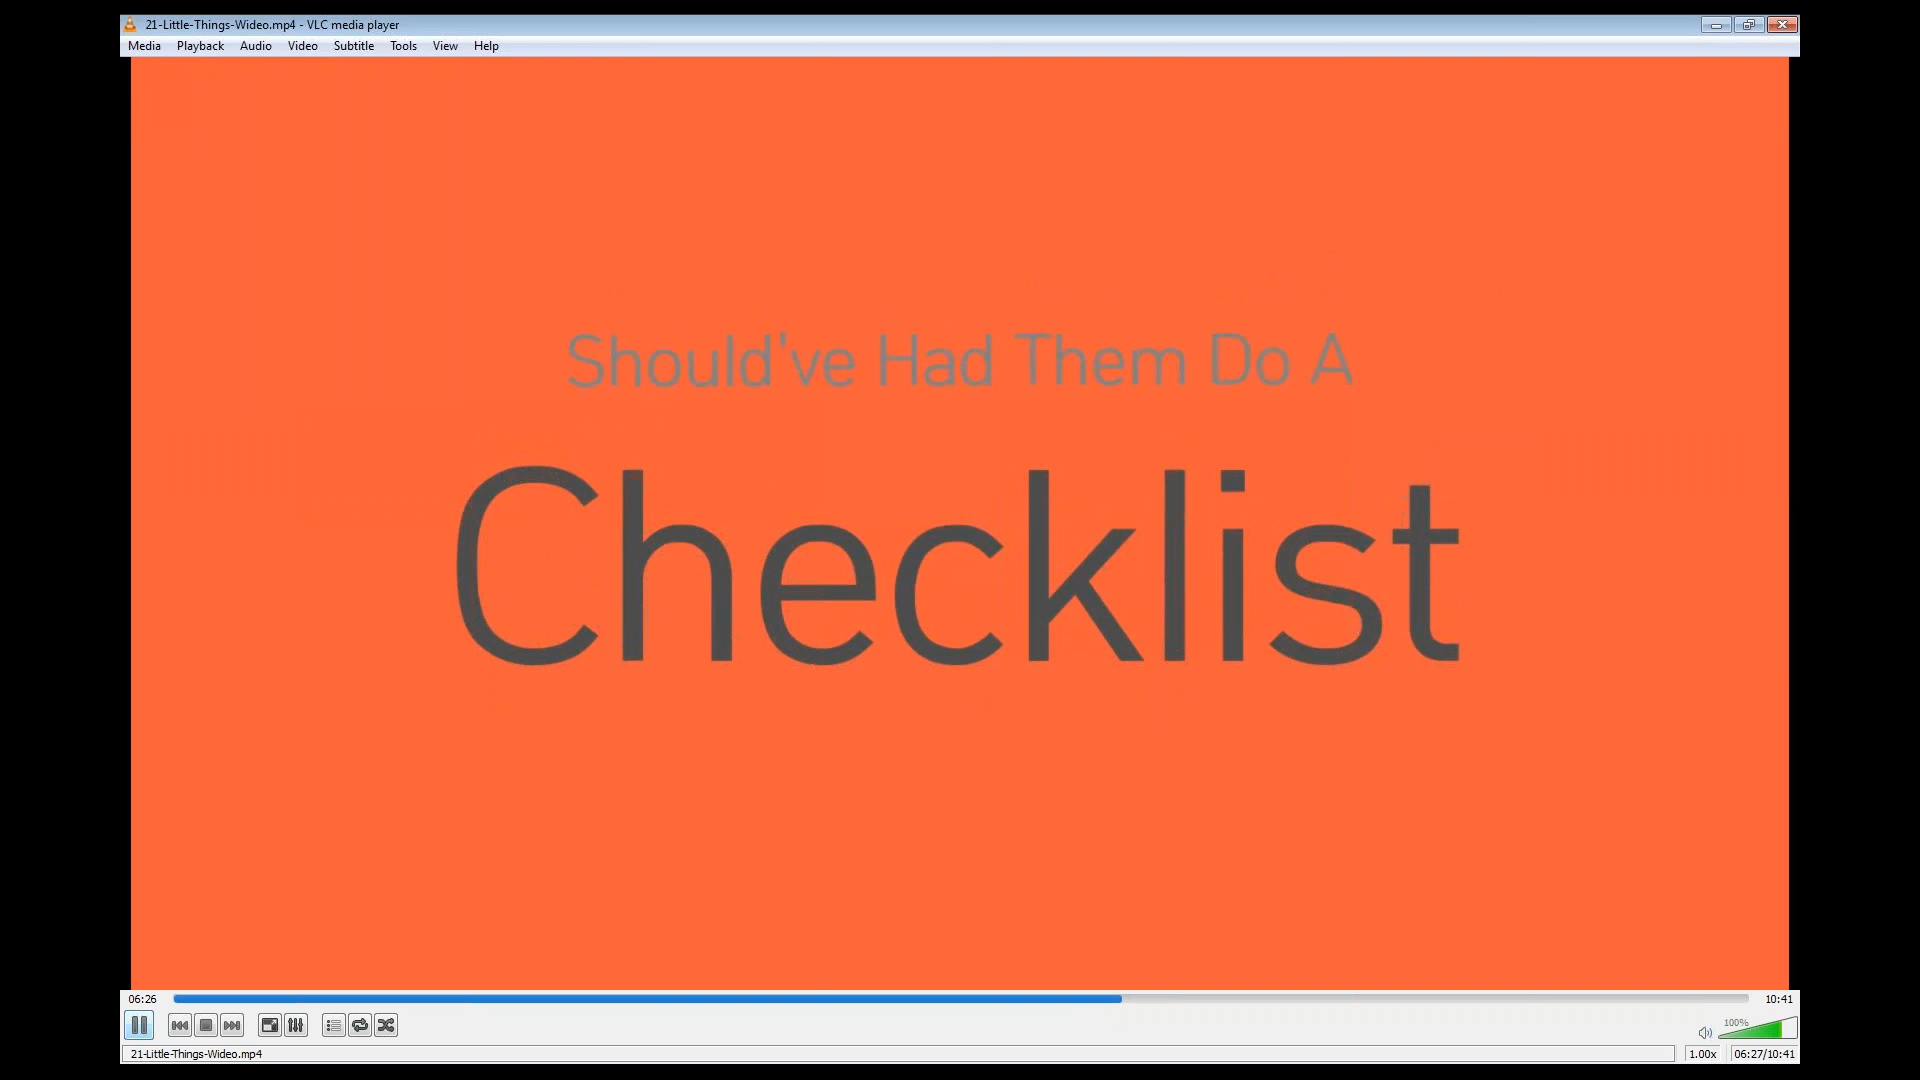 21-Little-Things-Wideo.mp4 - VLC media player
Media Playback Audio Video Subtitle Tools View Help
Should've Had Them Do A
Checklist
06:26 10:41
100%
21-Little-Things-Wideo.mp4 1.00x 06:27/10:41